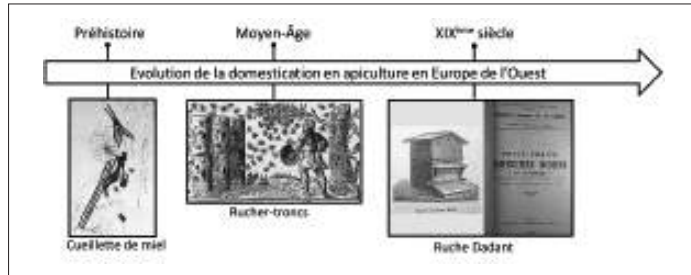 Préhistoire
Moyen-Âge
XIXème siècle
Evolution de la domestication en apiculture en Europe de l'Ouest
Cueillette de miel
Rucher-troncs
Ruche Dadant